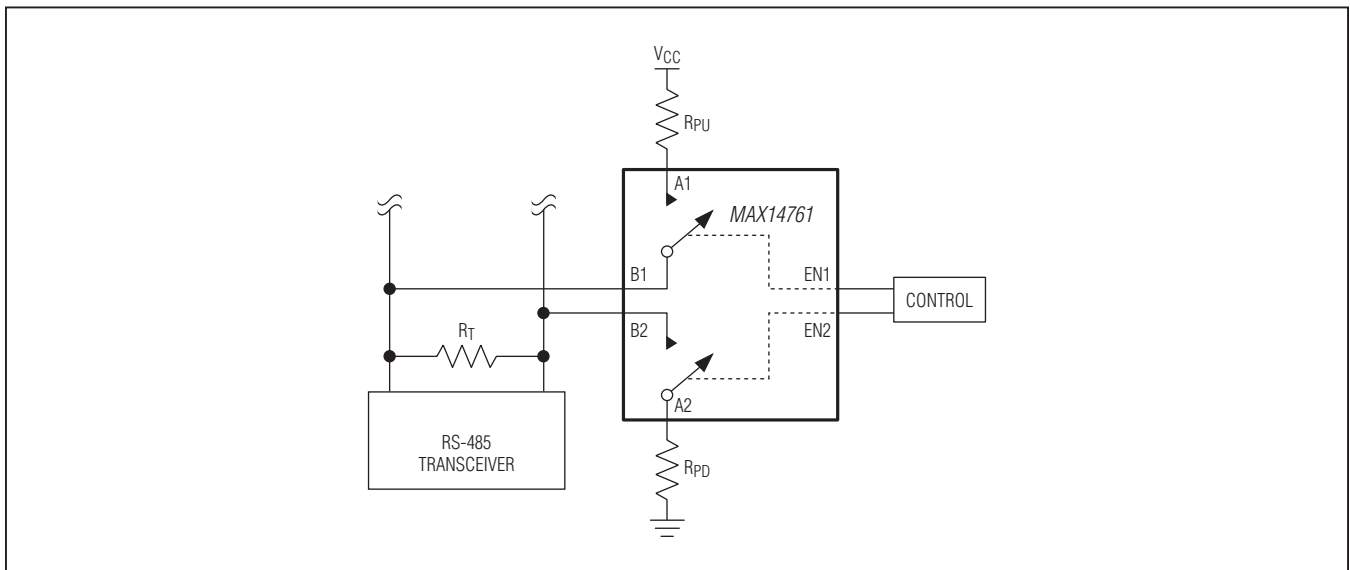 VCC
RPU
A1
MAX14761
B1
EN1
CONTROL
B2
EN2
RT
A2
RS-485
TRANSCEIVER
RPD